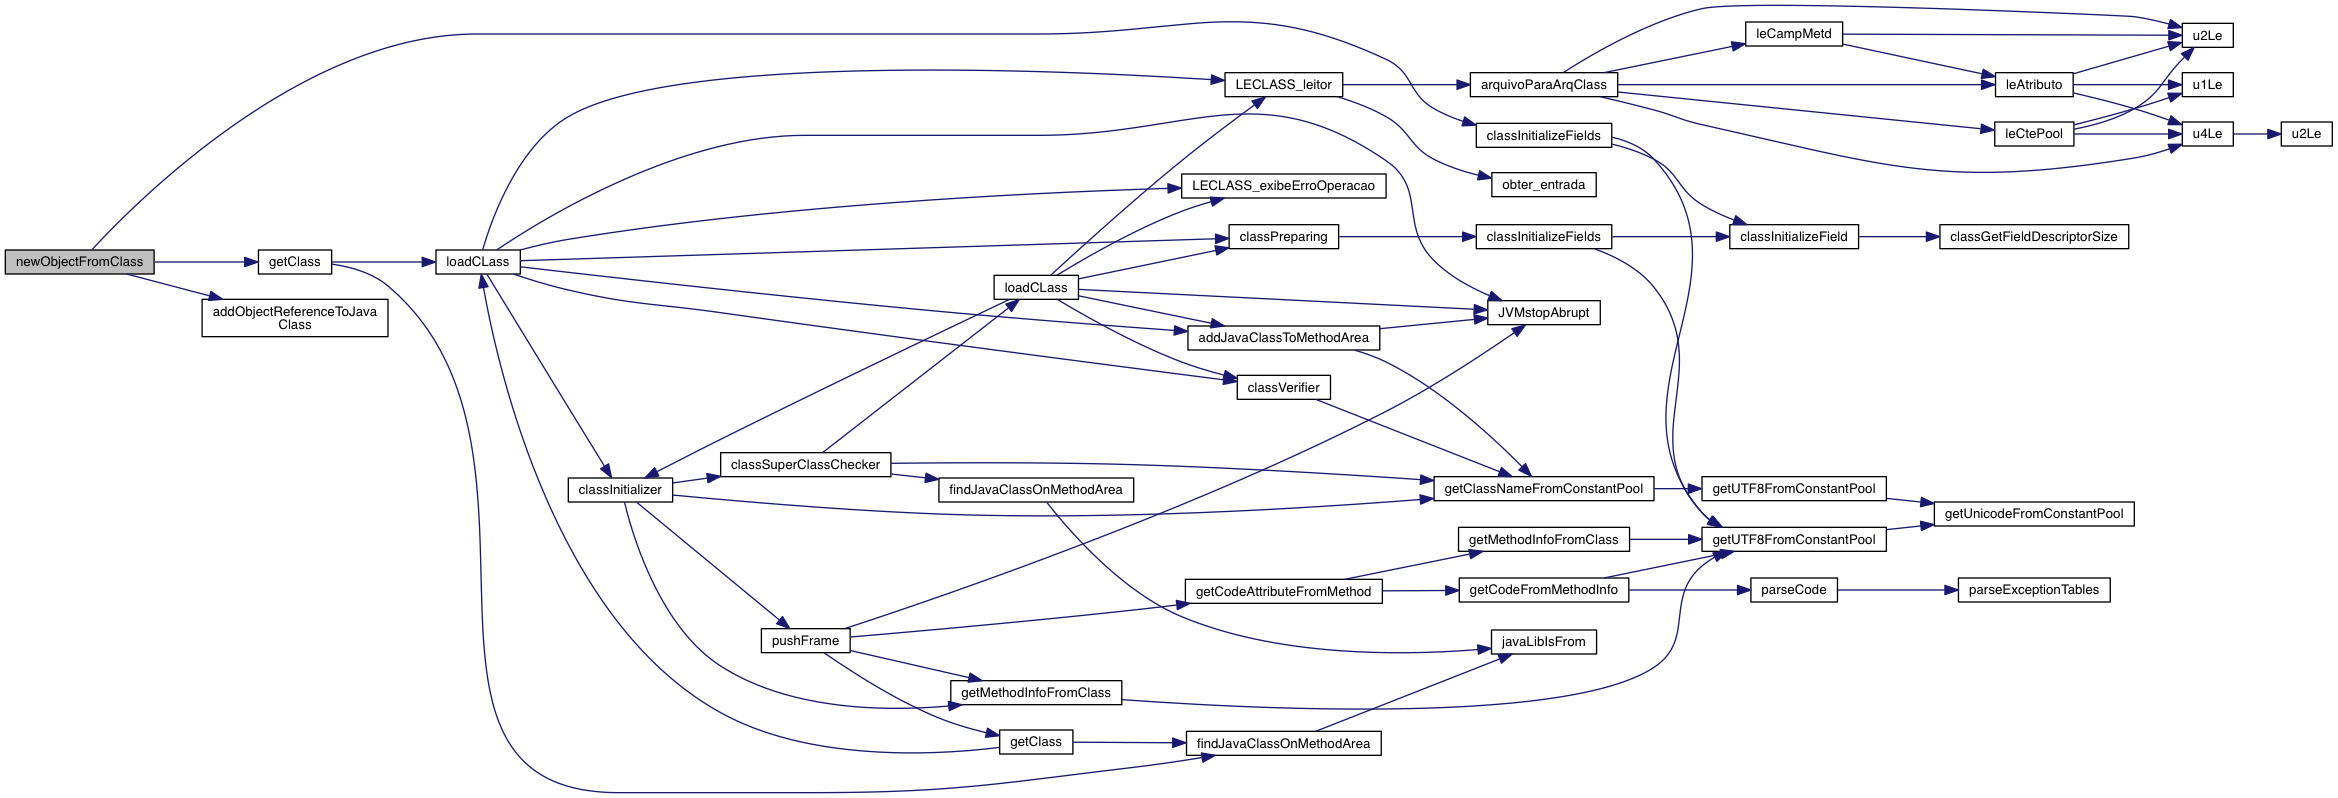 newObjectFromClass
getClass
addObjectReferenceToJava
Class
loadCLass
classInitializer
classSuperClassChecker
pushFrame
findJavaClassOnMethodArea
loadCLass
getMethodInfoFromClass
getClass
LECLASS_leitor
LECLASS_exibeErroOperacao
classPreparing
addJavaClassToMethodArea
classVerifier
getCodeAttributeFromMethod
findJavaClassOnMethodArea
arquivoParaArqClass
classInitializeFields
obter_entrada
classInitializeFields
JVMstopAbrupt
getClassNameFromConstantPool
getMethodInfoFromClass
getCodeFromMethodInfo
javaLibIsFrom
leCampMetd
classInitializeField
getUTF8FromConstantPool
getUTF8FromConstantPool
parseCode
leAtributo
leCtePool
classGetFieldDescriptorSize
getUnicodeFromConstantPool
parseExceptionTables
u2Le
u1Le
u4Le
u2Le